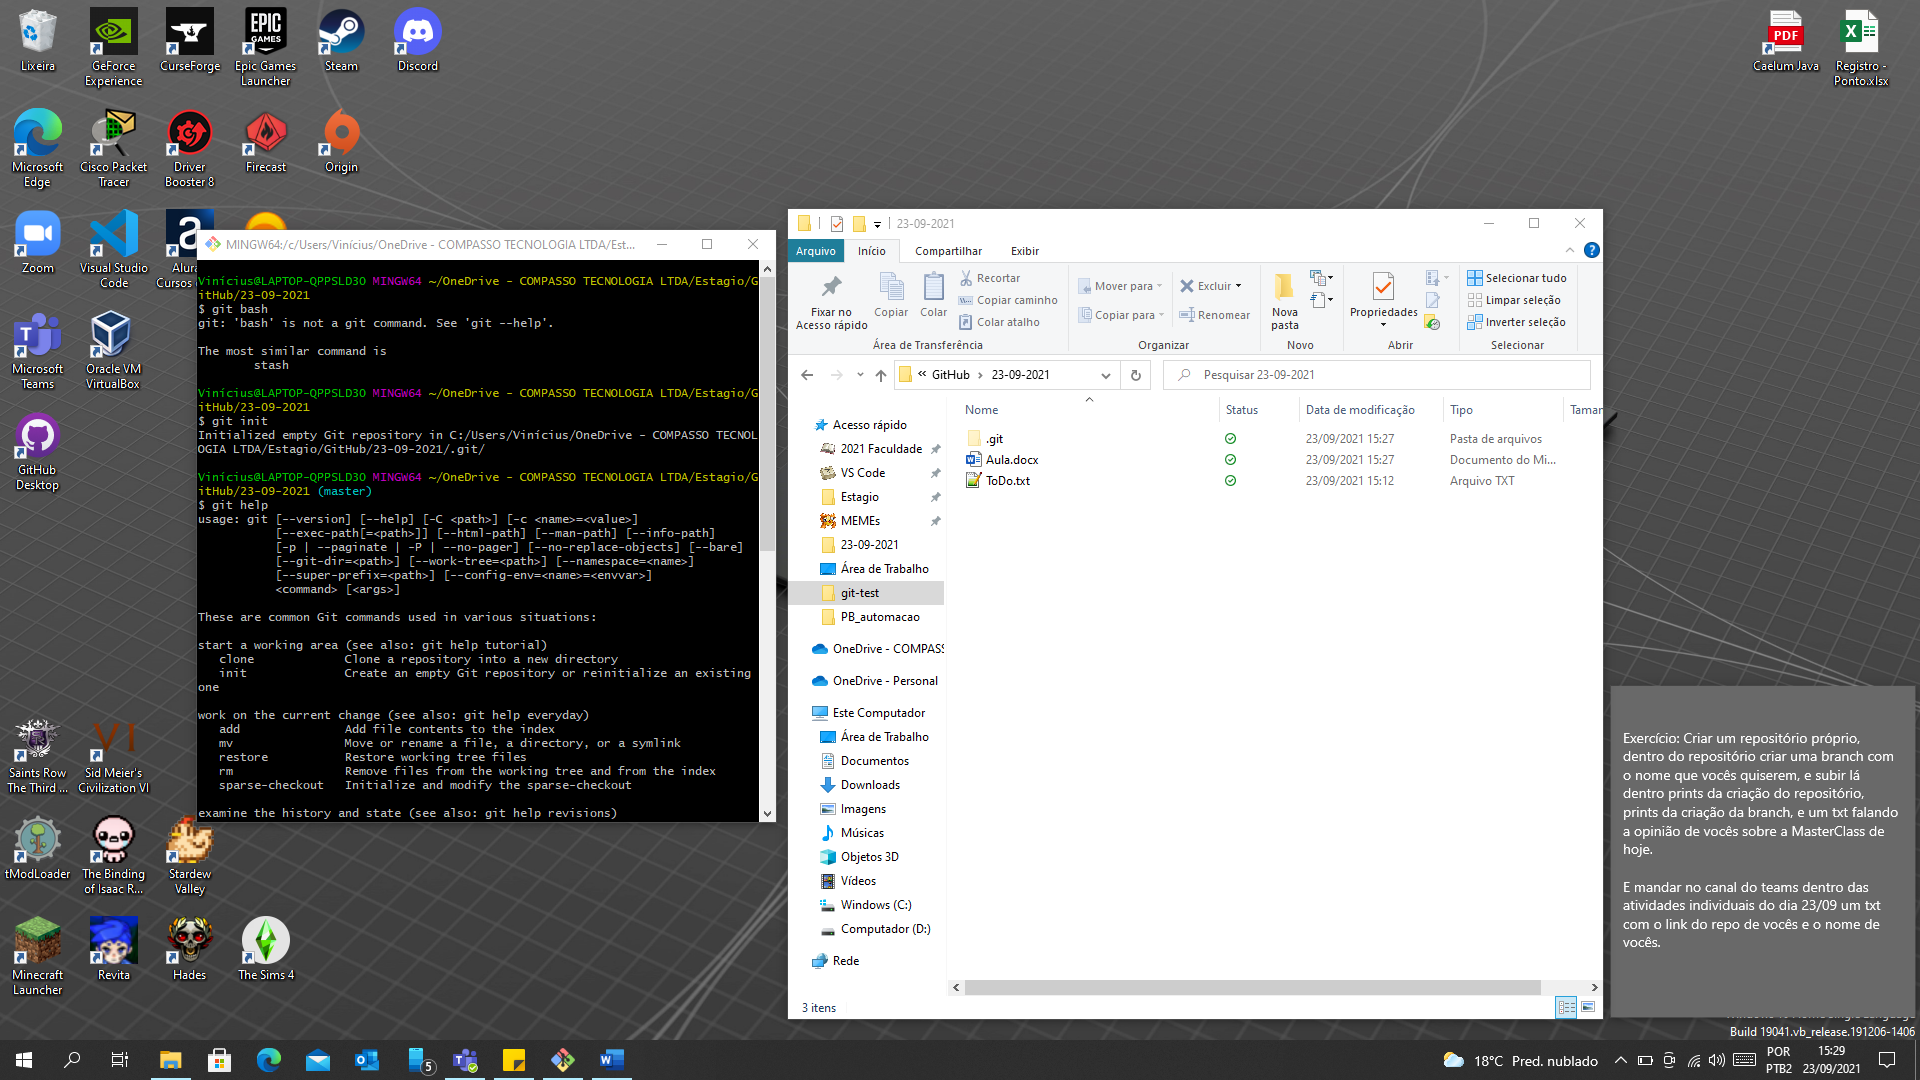 Lixeira
GeForce
Experience
CurseForge
EPIC
GAMES
Epic Games
Launcher
Steam
Discord
PDF
Caelum Java
Registro -
Ponto.xlsx
Microsoft
Edge
Cisco Packet
Tracer
Driver
Booster 8
Firecast
Origin
Zoom
Visual Studio
Code
a
Alura
Cursos
Microsoft
Teams
Oracle VM
VirtualBox
GitHub
Desktop
Saints Row
The Third ...
VI
Sid Meier's
Civilization VI
tModLoader
The Binding
of Isaac R...
Stardew
Valley
Minecraft
Launcher
Revita
Hades
The Sims 4
MINGW64:/c/Users/Vinícius/OneDrive - COMPASSO TECNOLOGIA LTDA/Est...
Vinícius@LAPTOP-QPPSLD3O MINGW64 ~/OneDrive - COMPASSO TECNOLOGIA LTDA/Estagio/G
itHub/23-09-2021
$ git bash
git: 'bash' is not a git command. See 'git --help'.
The most similar command is
stash
Vinícius@LAPTOP-QPPSLD3O MINGW64 ~/OneDrive - COMPASSO TECNOLOGIA LTDA/Estagio/G
itHub/23-09-2021
$ git init
Initialized empty Git repository in C:/Users/Vinícius/OneDrive - COMPASSO TECNOL
OGIA LTDA/Estagio/GitHub/23-09-2021/.git/
Vinícius@LAPTOP-QPPSLD3O MINGW64 ~/OneDrive - COMPASSO TECNOLOGIA LTDA/Estagio/G
itHub/23-09-2021 (master)
$ git help
usage: git [--version] [--help] [-C <path>] [-c <name>=<value>]
[--exec-path[=<path>]] [--html-path] [--man-path] [--info-path]
[-p | --paginate | -P | --no-pager] [--no-replace-objects] [--bare]
[--git-dir=<path>] [--work-tree=<path>] [--namespace=<name>]
[--super-prefix=<path>] [--config-env=<name>=<envvar>]
<command> [<args>]
These are common Git commands used in various situations:
start a working area (see also: git help tutorial)
clone Clone a repository into a new directory
init Create an empty Git repository or reinitialize an existing
one
work on the current change (see also: git help everyday)
add Add file contents to the index
mv Move or rename a file, a directory, or a symlink
restore Restore working tree files
rm Remove files from the working tree and from the index
sparse-checkout Initialize and modify the sparse-checkout
examine the history and state (see also: git help revisions)
23-09-2021
Arquivo Início Compartilhar Exibir
Fixar no
Acesso rápido
Copiar
Colar
Recortar
Copiar caminho
Colar atalho
Área de Transferência
Mover para
Copiar para
Excluir
Renomear
Organizar
Nova
pasta
Novo
Propriedades
Abrir
Selecionar tudo
Limpar seleção
Inverter seleção
Selecionar
« GitHub › 23-09-2021
Pesquisar 23-09-2021
Nome Status Data de modificação Tipo Tamar
.git 23/09/2021 15:27 Pasta de arquivos
Aula.docx 23/09/2021 15:27 Documento do Mi...
ToDo.txt 23/09/2021 15:12 Arquivo TXT
Acesso rápido
2021 Faculdade
VS Code
Estagio
MEMEs
23-09-2021
Área de Trabalho
git-test
PB_automacao
OneDrive - COMPASS
OneDrive - Personal
Este Computador
Área de Trabalho
Documentos
Downloads
Imagens
Músicas
Objetos 3D
Vídeos
Windows (C:)
Computador (D:)
Rede
3 itens
Exercício: Criar um repositório próprio,
dentro do repositório criar uma branch com
o nome que vocês quiserem, e subir lá
dentro prints da criação do repositório,
prints da criação da branch, e um txt falando
a opinião de vocês sobre a MasterClass de
hoje.
E mandar no canal do teams dentro das
atividades individuais do dia 23/09 um txt
com o link do repo de vocês e o nome de
vocês.
Build 19041.vb_release.191206-1406
5
18°C Pred. nublado
POR
PTB2
15:29
23/09/2021